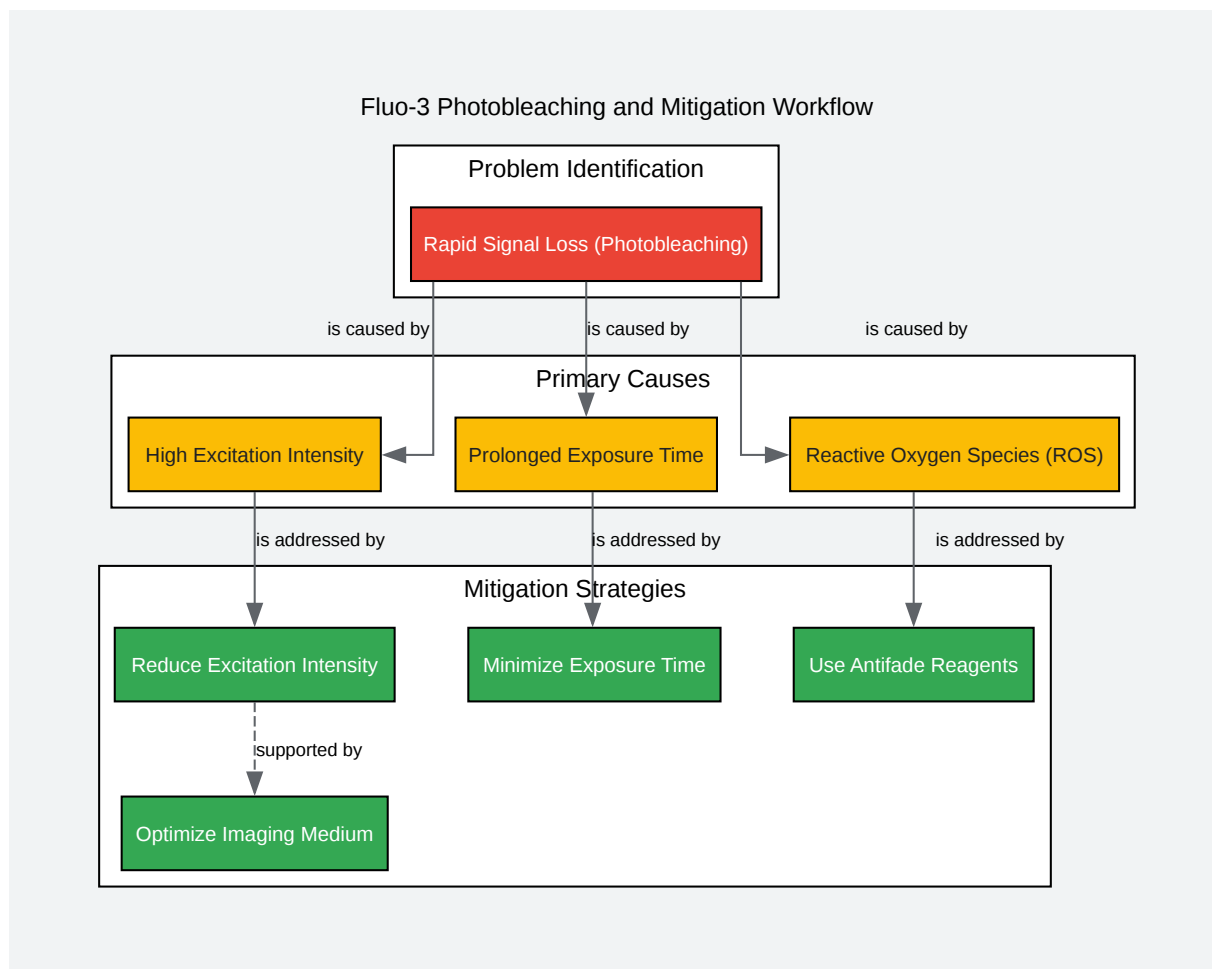 Fluo-3 Photobleaching and Mitigation Workflow
Problem Identification
Rapid Signal Loss (Photobleaching)
is caused by
is caused by
is caused by
Primary Causes
High Excitation Intensity
Prolonged Exposure Time
Reactive Oxygen Species (ROS)
is addressed by
is addressed by
is addressed by
Mitigation Strategies
Reduce Excitation Intensity
Minimize Exposure Time
Use Antifade Reagents
supported by
Optimize Imaging Medium